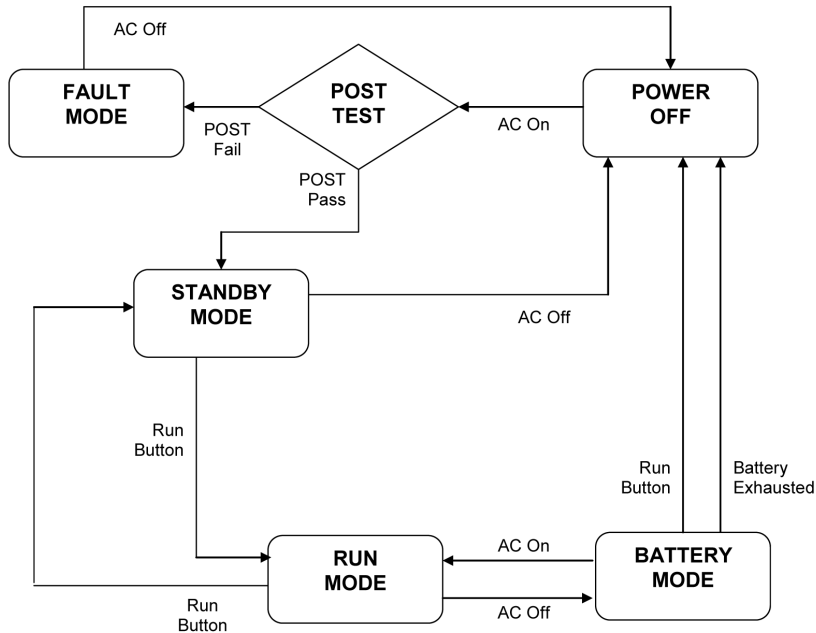 AC Off
FAULT
MODE
POST
TEST
POWER
OFF
POST
Fail
AC On
POST
Pass
STANDBY
MODE
AC Off
Run
Button
Run
Button
Battery
Exhausted
RUN
MODE
AC On
BATTERY
MODE
AC Off
Run
Button